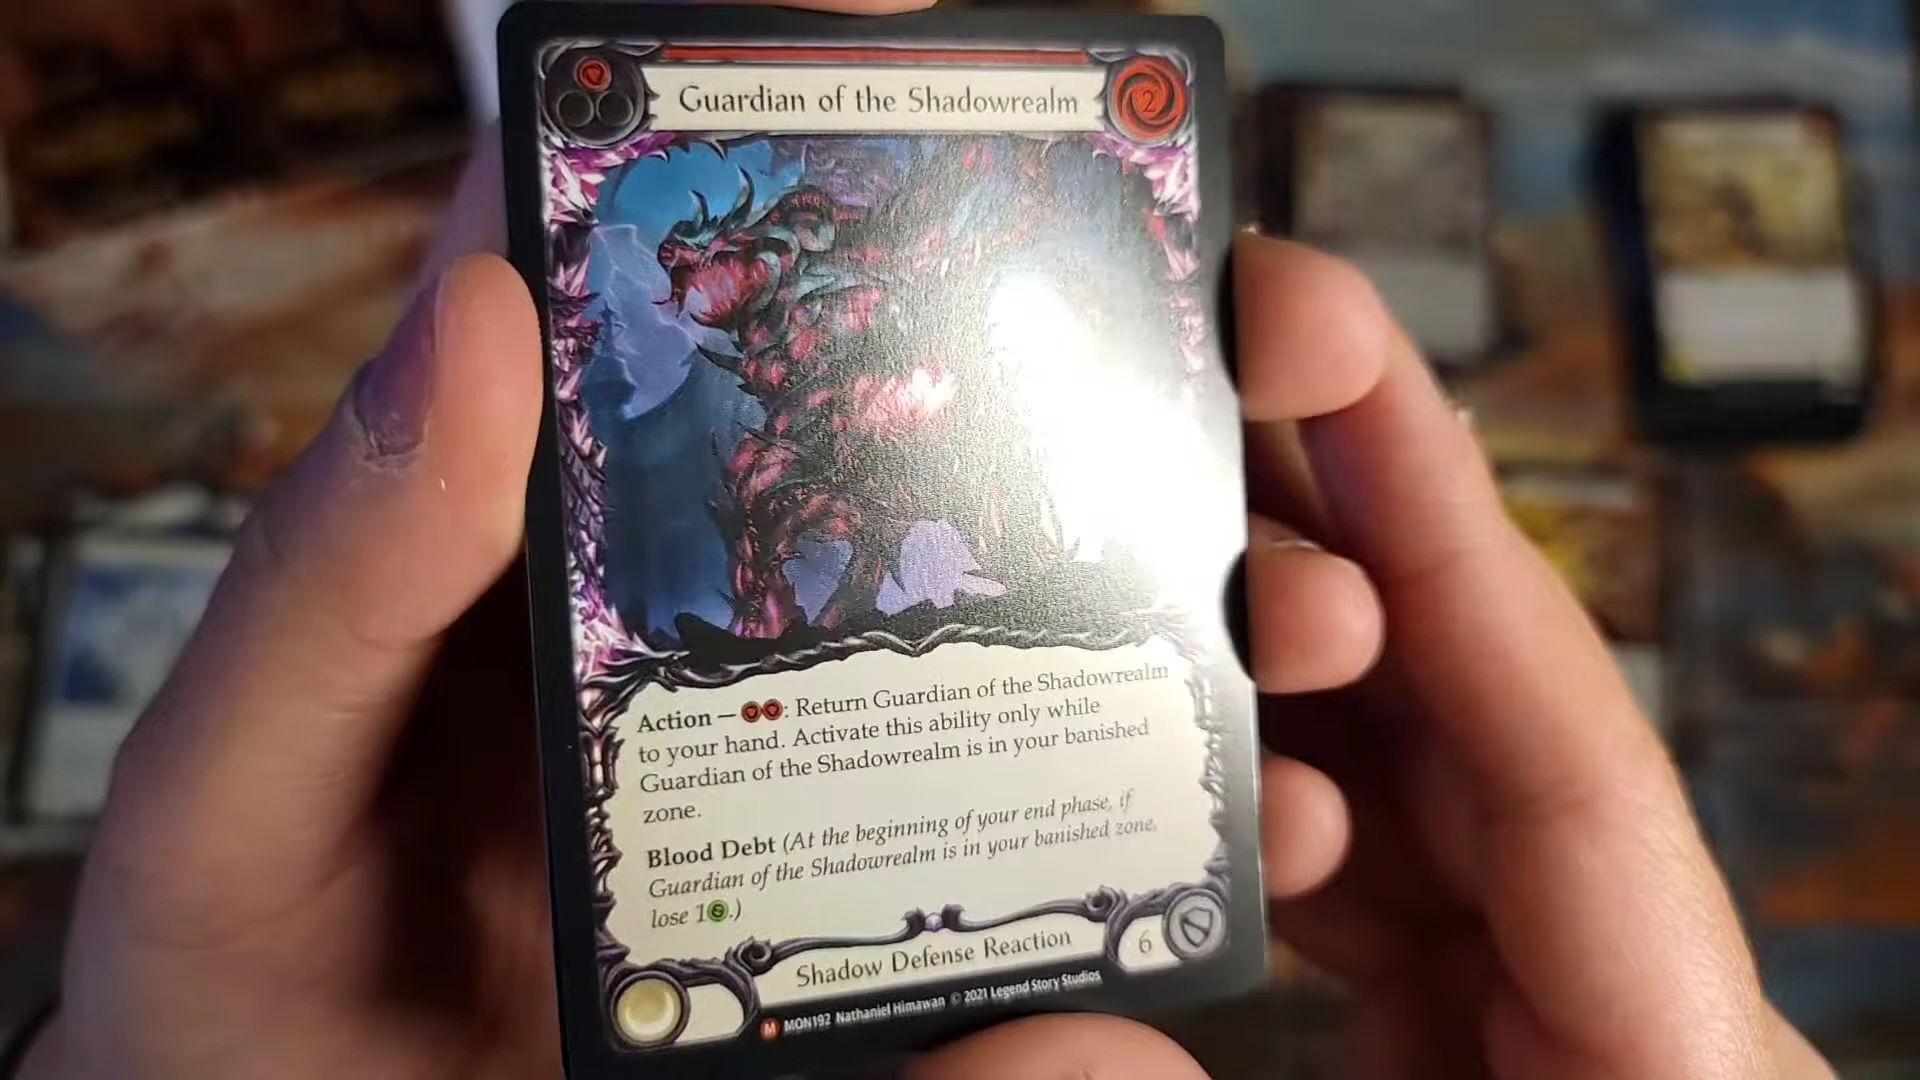 Guardian of the Shadowrealm
2
Action — : Return Guardian of the Shadowrealm
to your hand. Activate this ability only while
Guardian of the Shadowrealm is in your banished
zone.
Blood Debt (At the beginning of your end phase, if
Guardian of the Shadowrealm is in your banished zone,
lose 1.)
Shadow Defense Reaction
6
M MON192 Nathaniel Himawan © 2021 Legend Story Studios